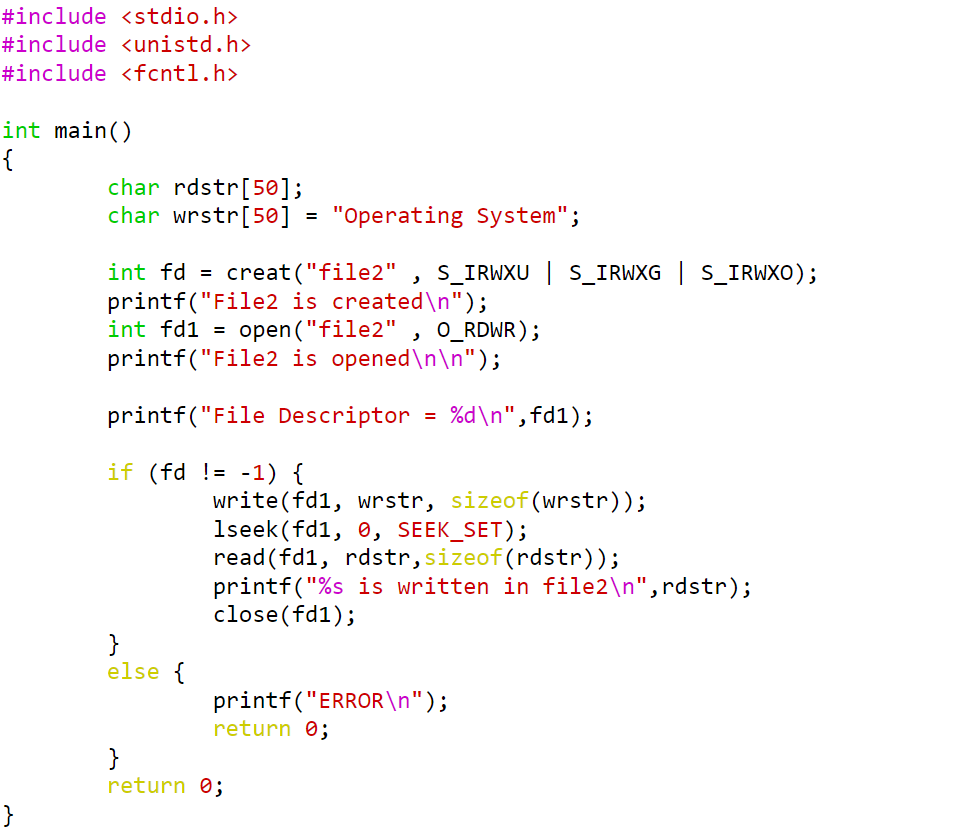 #include <stdio.h>
#include <unistd.h>
#include <fcntl.h>

int main()
{
        char rdstr[50];
        char wrstr[50] = "Operating System";

        int fd = creat("file2" , S_IRWXU | S_IRWXG | S_IRWXO);
        printf("File2 is created\n");
        int fd1 = open("file2" , O_RDWR);
        printf("File2 is opened\n\n");

        printf("File Descriptor = %d\n",fd1);

        if (fd != -1) {
                write(fd1, wrstr, sizeof(wrstr));
                lseek(fd1, 0, SEEK_SET);
                read(fd1, rdstr,sizeof(rdstr));
                printf("%s is written in file2\n",rdstr);
                close(fd1);
        }
        else {
                printf("ERROR\n");
                return 0;
        }
        return 0;
}